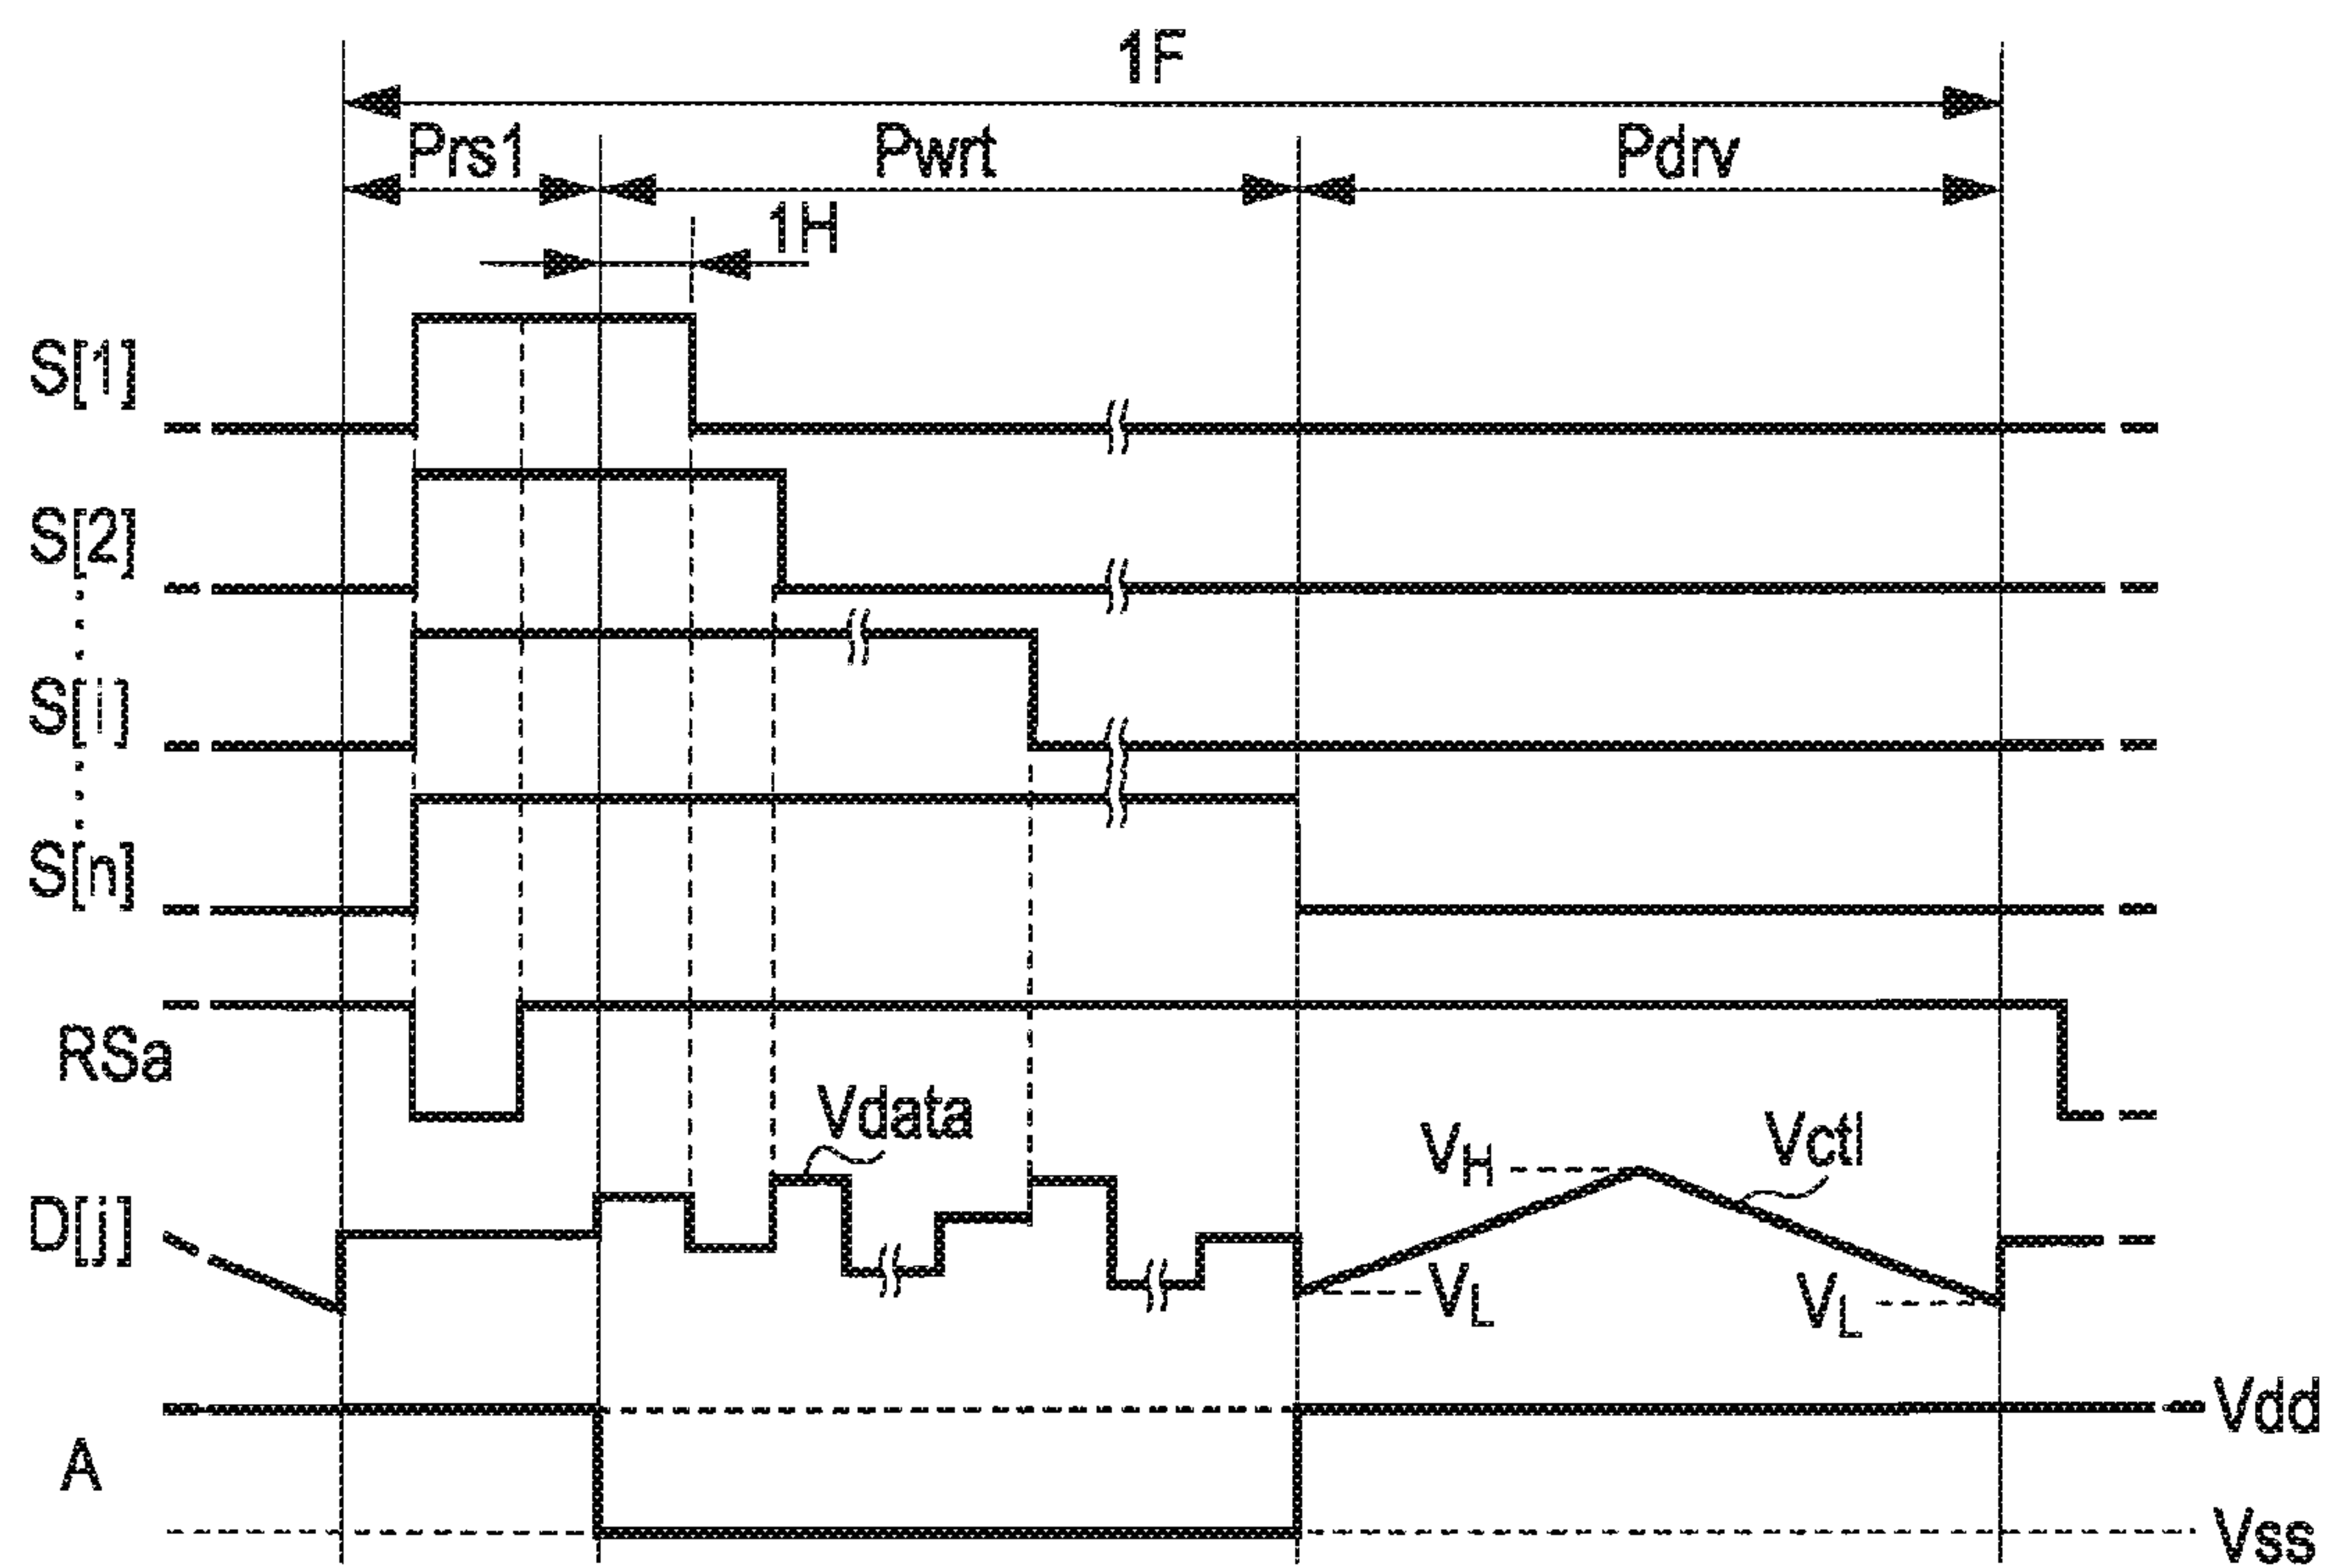 1F
Prs1 Pwrt Pdrv
1H
S[1]
S[2]
S[i]
S[n]
RSa
Vdata
VH Vctl
D[j]
VL VL
Vdd
A
Vss